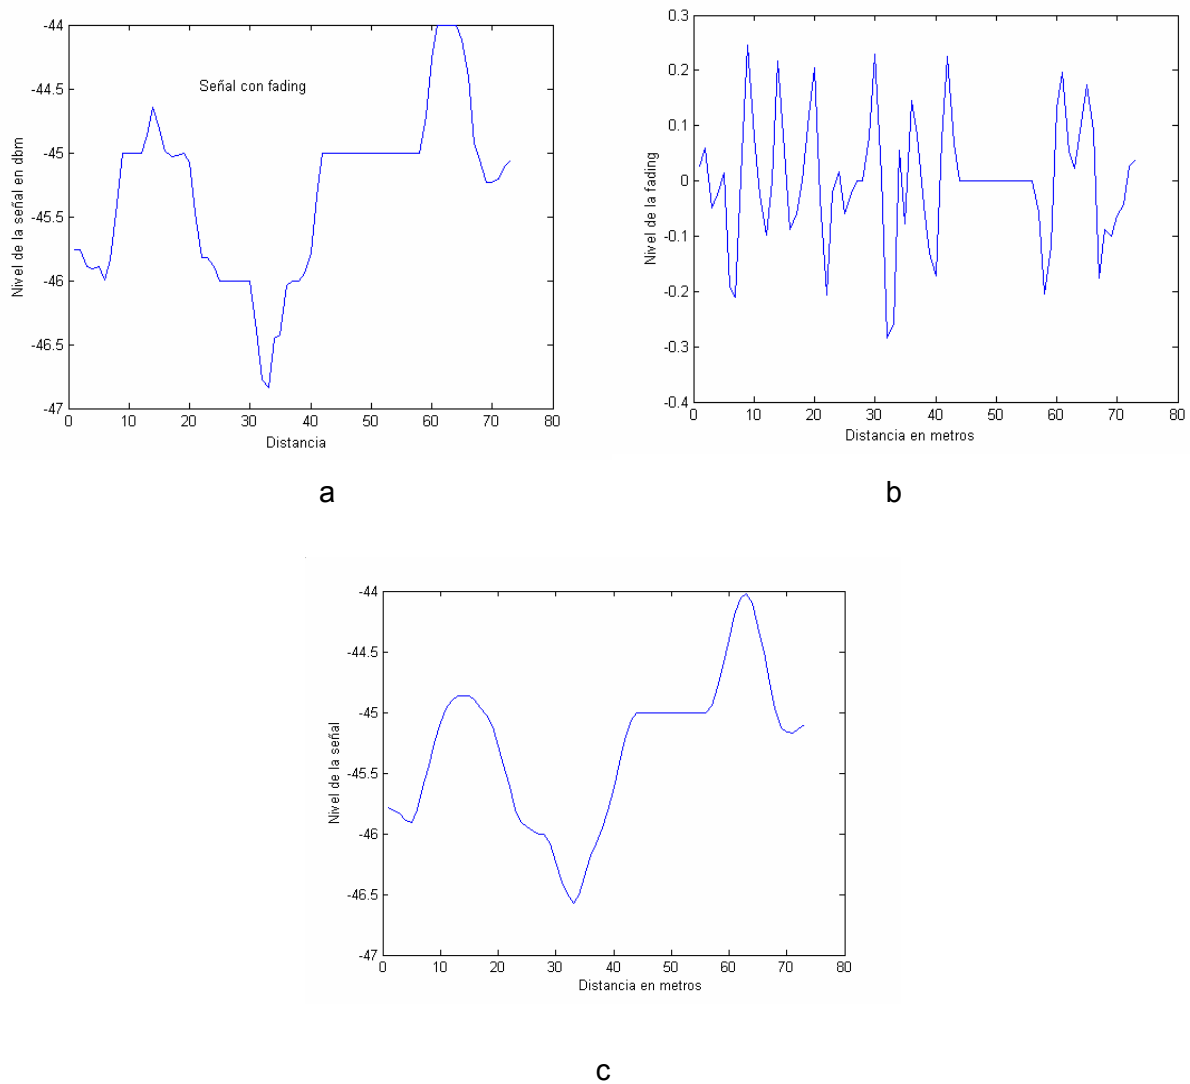 -44
-44.5
-45
-45.5
-46
-46.5
-47
0 10 20 30 40 50 60 70 80
Nivel de la señal en dbm
Señal con fading
Distancia
a
0.3
0.2
0.1
0
-0.1
-0.2
-0.3
-0.4
0 10 20 30 40 50 60 70 80
Nivel de la fading
Distancia en metros
b
-44
-44.5
-45
-45.5
-46
-46.5
-47
0 10 20 30 40 50 60 70 80
Nivel de la señal
Distancia en metros
c